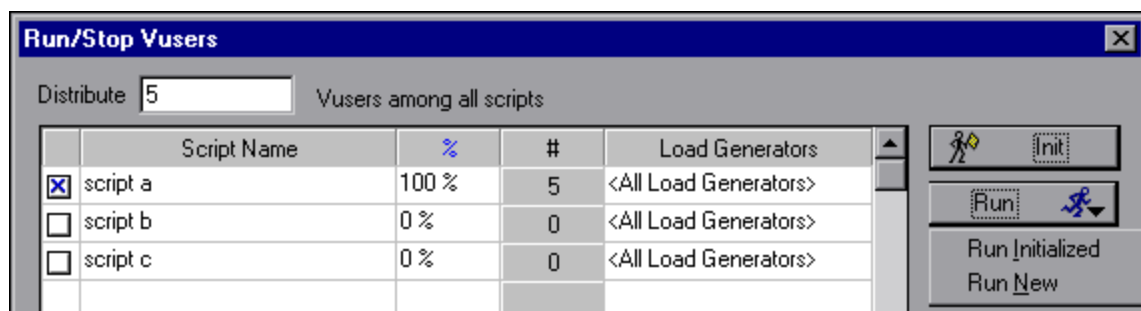 Run/Stop Vusers
Distribute 5 Vusers among all scripts
Script Name % # Load Generators
script a 100 % 5 <All Load Generators>
script b 0 % 0 <All Load Generators>
script c 0 % 0 <All Load Generators>
Init
Run
Run Initialized
Run New